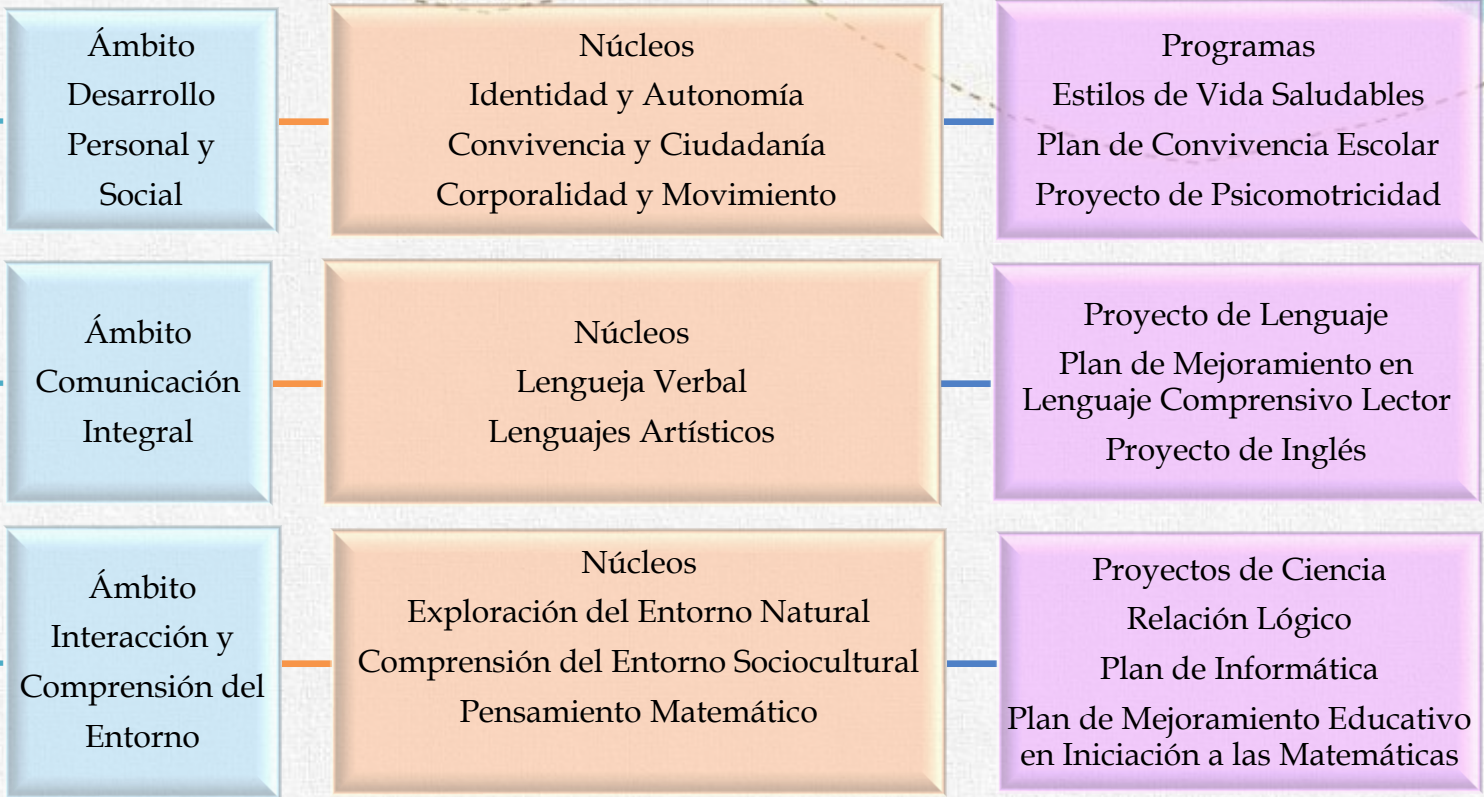 Ámbito
Desarrollo
Personal y
Social
Núcleos
Identidad y Autonomía
Convivencia y Ciudadanía
Corporalidad y Movimiento
Programas
Estilos de Vida Saludables
Plan de Convivencia Escolar
Proyecto de Psicomotricidad
Ámbito
Comunicación
Integral
Núcleos
Lengueja Verbal
Lenguajes Artísticos
Proyecto de Lenguaje
Plan de Mejoramiento en
Lenguaje Comprensivo Lector
Proyecto de Inglés
Ámbito
Interacción y
Comprensión del
Entorno
Núcleos
Exploración del Entorno Natural
Comprensión del Entorno Sociocultural
Pensamiento Matemático
Proyectos de Ciencia
Relación Lógico
Plan de Informática
Plan de Mejoramiento Educativo
en Iniciación a las Matemáticas